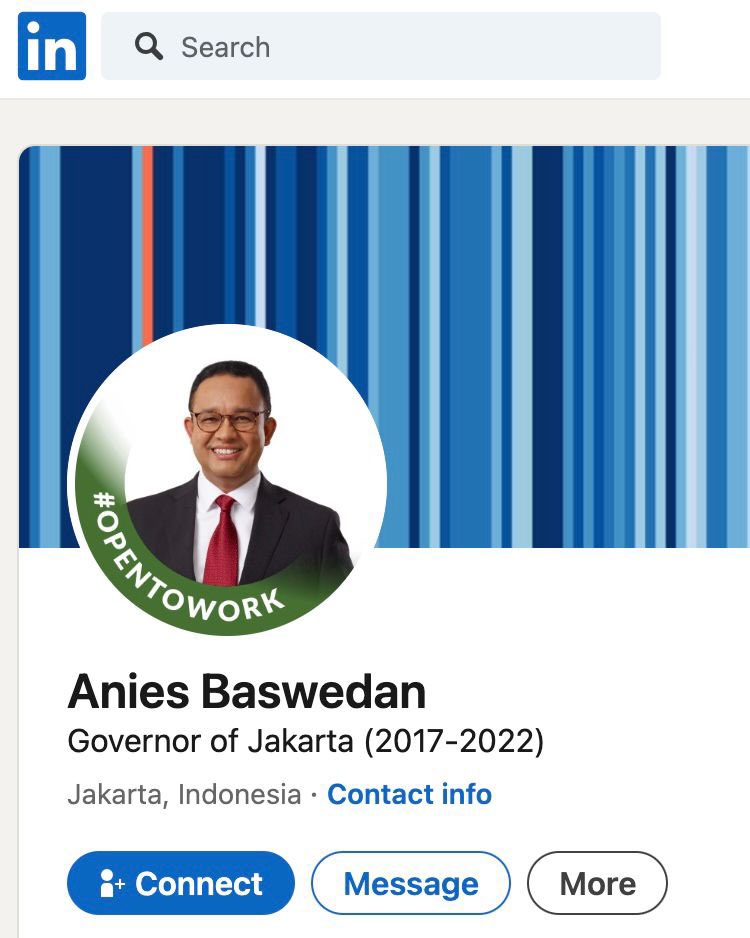 in
Search
#OPENTOWORK
Anies Baswedan
Governor of Jakarta (2017-2022)
Jakarta, Indonesia · Contact info
Connect Message More